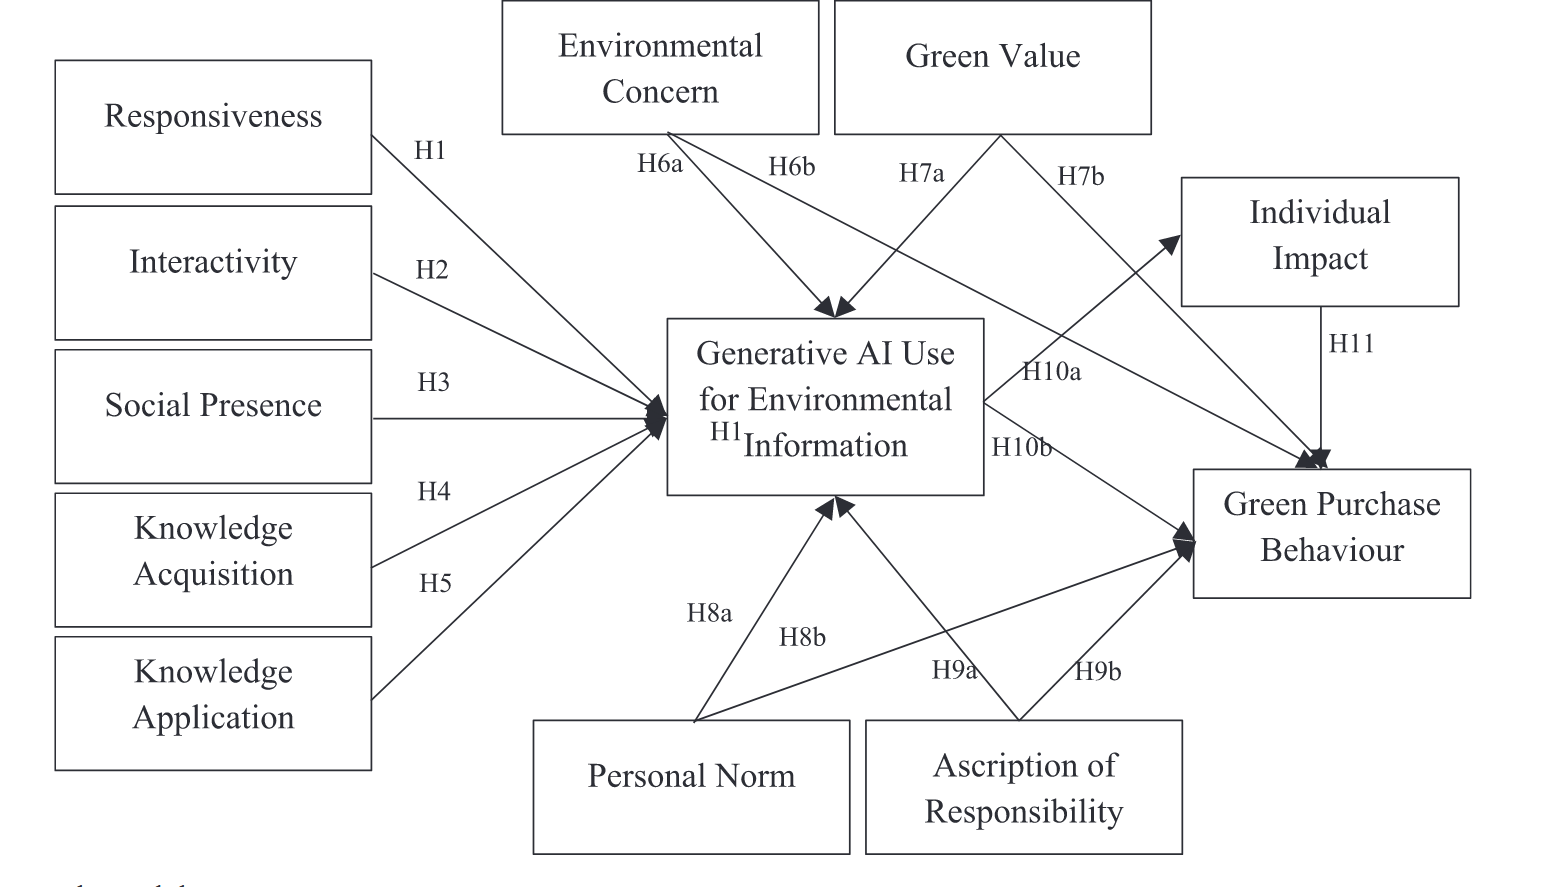 Environmental
Concern
Green Value
Responsiveness
H1
H6a
H6b
H7a
H7b
Individual
Impact
Interactivity
H2
H11
Generative AI Use
for Environmental
H1
Information
H10a
H10b
Social Presence
H3
Green Purchase
Behaviour
Knowledge
Acquisition
H4
H5
Knowledge
Application
H8a
H8b
H9a
H9b
Personal Norm
Ascription of
Responsibility